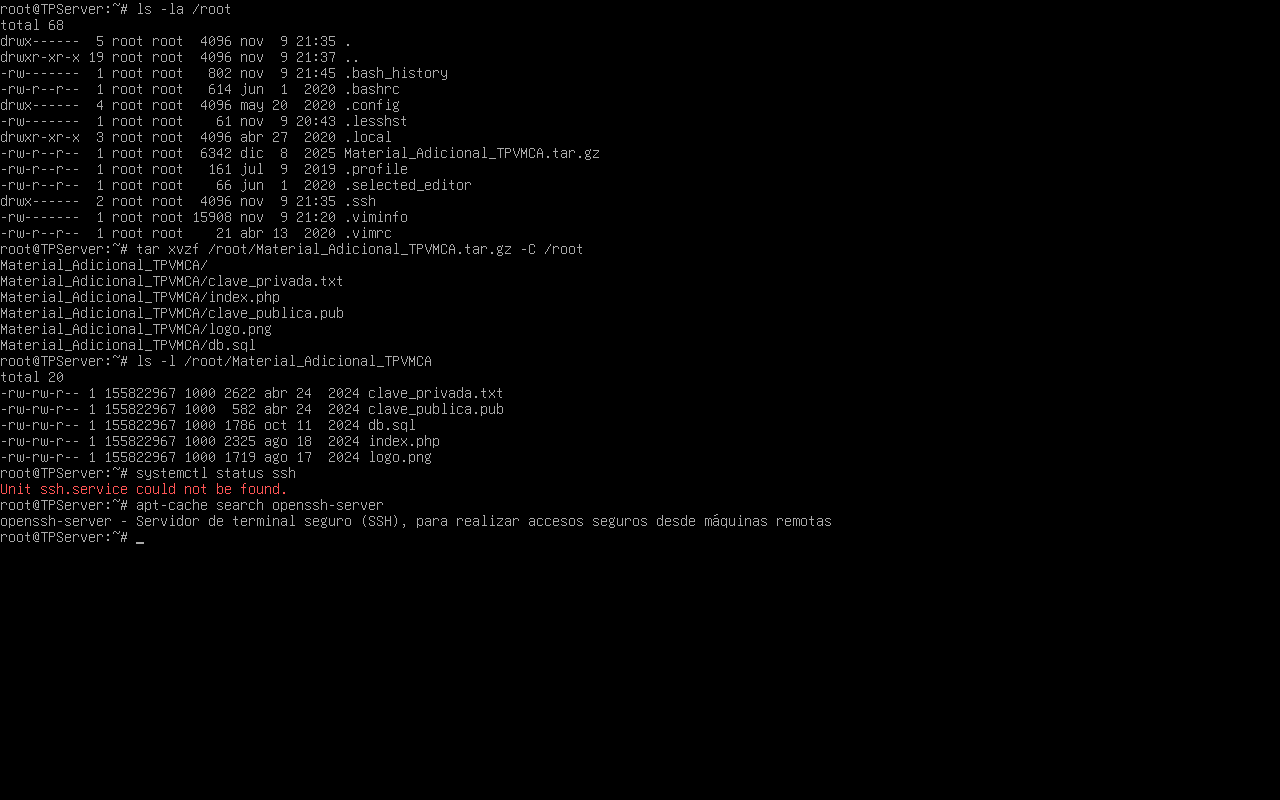 root@TPServer:~# ls -la /root
total 68
drwx------  5 root root  4096 nov  9 21:35 .
drwxr-xr-x 19 root root  4096 nov  9 21:37 ..
-rw-------  1 root root   802 nov  9 21:45 .bash_history
-rw-r--r--  1 root root   614 jun  1  2020 .bashrc
drwx------  4 root root  4096 may 20  2020 .config
-rw-------  1 root root    61 nov  9 20:43 .lesshst
drwxr-xr-x  3 root root  4096 abr 27  2020 .local
-rw-r--r--  1 root root  6342 dic  8  2025 Material_Adicional_TPVMCA.tar.gz
-rw-r--r--  1 root root   161 jul  9  2019 .profile
-rw-r--r--  1 root root    66 jun  1  2020 .selected_editor
drwx------  2 root root  4096 nov  9 21:35 .ssh
-rw-------  1 root root 15908 nov  9 21:20 .viminfo
-rw-r--r--  1 root root    21 abr 13  2020 .vimrc
root@TPServer:~# tar xvzf /root/Material_Adicional_TPVMCA.tar.gz -C /root
Material_Adicional_TPVMCA/
Material_Adicional_TPVMCA/clave_privada.txt
Material_Adicional_TPVMCA/index.php
Material_Adicional_TPVMCA/clave_publica.pub
Material_Adicional_TPVMCA/logo.png
Material_Adicional_TPVMCA/db.sql
root@TPServer:~# ls -l /root/Material_Adicional_TPVMCA
total 20
-rw-rw-r-- 1 155822967 1000 2622 abr 24  2024 clave_privada.txt
-rw-rw-r-- 1 155822967 1000  582 abr 24  2024 clave_publica.pub
-rw-rw-r-- 1 155822967 1000 1786 oct 11  2024 db.sql
-rw-rw-r-- 1 155822967 1000 2325 ago 18  2024 index.php
-rw-rw-r-- 1 155822967 1000 1719 ago 17  2024 logo.png
root@TPServer:~# systemctl status ssh
Unit ssh.service could not be found.
root@TPServer:~# apt-cache search openssh-server
openssh-server - Servidor de terminal seguro (SSH), para realizar accesos seguros desde máquinas remotas
root@TPServer:~# _